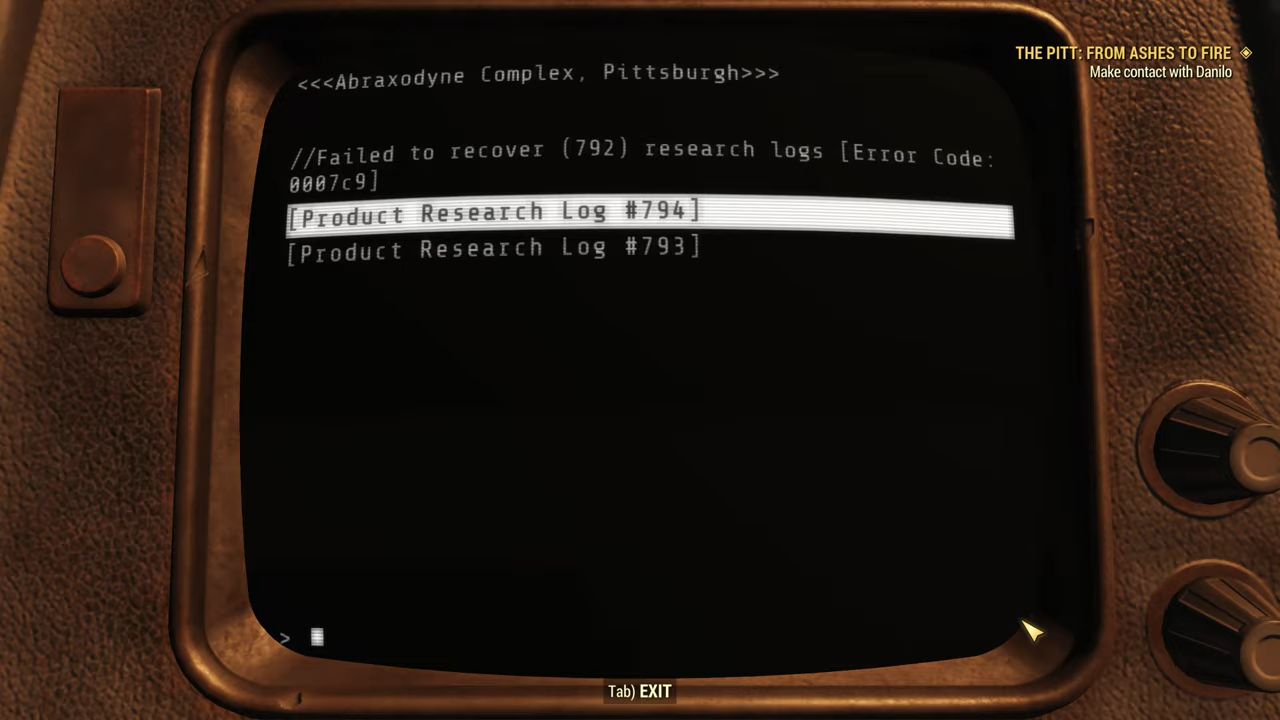 <<<Abraxodyne Complex, Pittsburgh>>>
THE PITT: FROM ASHES TO FIRE
Make contact with Danilo
//Failed to recover (792) research logs [Error Code:
0007c9]
[Product Research Log #794]
[Product Research Log #793]
>
Tab) EXIT